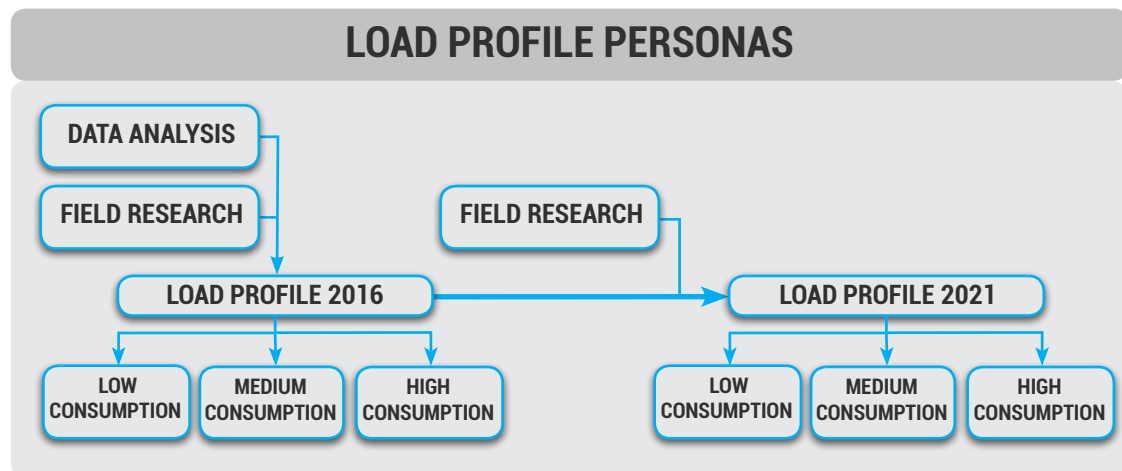 LOAD PROFILE PERSONAS
DATA ANALYSIS
FIELD RESEARCH
FIELD RESEARCH
LOAD PROFILE 2016
LOAD PROFILE 2021
LOW
CONSUMPTION
MEDIUM
CONSUMPTION
HIGH
CONSUMPTION
LOW
CONSUMPTION
MEDIUM
CONSUMPTION
HIGH
CONSUMPTION